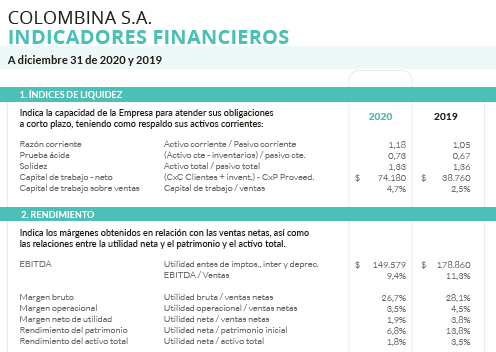 COLOMBINA S.A.
INDICADORES FINANCIEROS
A diciembre 31 de 2020 y 2019
1. ÍNDICES DE LIQUIDEZ
Indica la capacidad de la Empresa para atender sus obligaciones
a corto plazo, teniendo como respaldo sus activos corrientes: 2020 2019
Razón corriente Activo corriente / Pasivo corriente 1,18 1,05
Prueba ácida (Activo cte - inventarios) / pasivo cte. 0,73 0,67
Solidez Activo total / pasivo total 1,33 1,36
Capital de trabajo - neto (CxC Clientes + invent.) - CxP Proveed. $ 74.180 $ 38.760
Capital de trabajo sobre ventas Capital de trabajo / ventas 4,7% 2,5%
2. RENDIMIENTO
Indica los márgenes obtenidos en relación con las ventas netas, así como
las relaciones entre la utilidad neta y el patrimonio y el activo total.
EBITDA Utilidad antes de imptos., inter y deprec. $ 149.579 $ 178.860
EBITDA / Ventas 9,4% 11,3%
Margen bruto Utilidad bruta / ventas netas 26,7% 28,1%
Margen operacional Utilidad operacional / ventas netas 3,5% 4,5%
Margen neto de utilidad Utilidad neta / ventas netas 1,9% 3,8%
Rendimiento del patrimonio Utilidad neta / patrimonio inicial 6,8% 13,8%
Rendimiento del activo total Utilidad neta / activo total 1,8% 3,5%